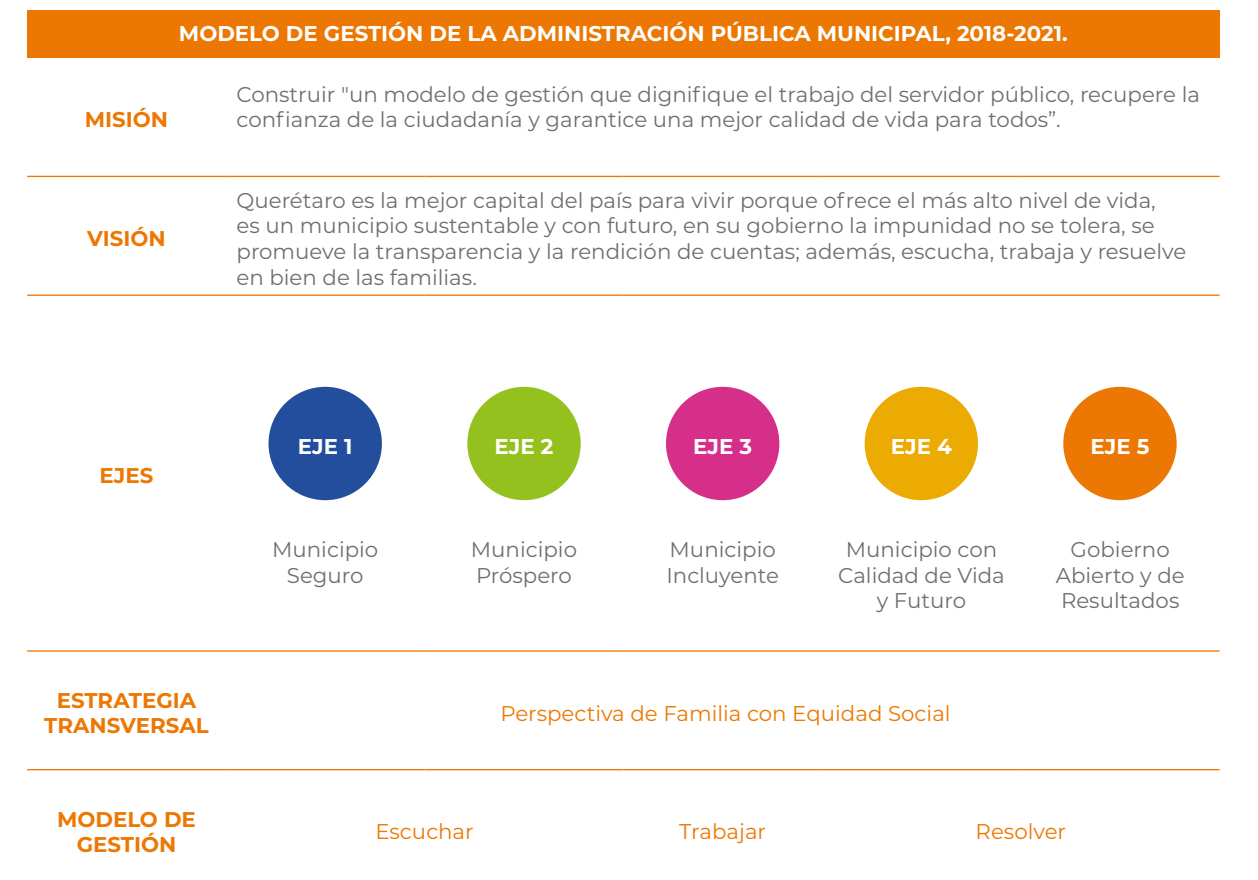 MODELO DE GESTIÓN DE LA ADMINISTRACIÓN PÚBLICA MUNICIPAL, 2018-2021.
MISIÓN
Construir "un modelo de gestión que dignifique el trabajo del servidor público, recupere la
confianza de la ciudadanía y garantice una mejor calidad de vida para todos”.
VISIÓN
Querétaro es la mejor capital del país para vivir porque ofrece el más alto nivel de vida,
es un municipio sustentable y con futuro, en su gobierno la impunidad no se tolera, se
promueve la transparencia y la rendición de cuentas; además, escucha, trabaja y resuelve
en bien de las familias.
EJES
EJE 1
Municipio
Seguro
EJE 2
Municipio
Próspero
EJE 3
Municipio
Incluyente
EJE 4
Municipio con
Calidad de Vida
y Futuro
EJE 5
Gobierno
Abierto y de
Resultados
ESTRATEGIA
TRANSVERSAL
Perspectiva de Familia con Equidad Social
MODELO DE
GESTIÓN
Escuchar
Trabajar
Resolver